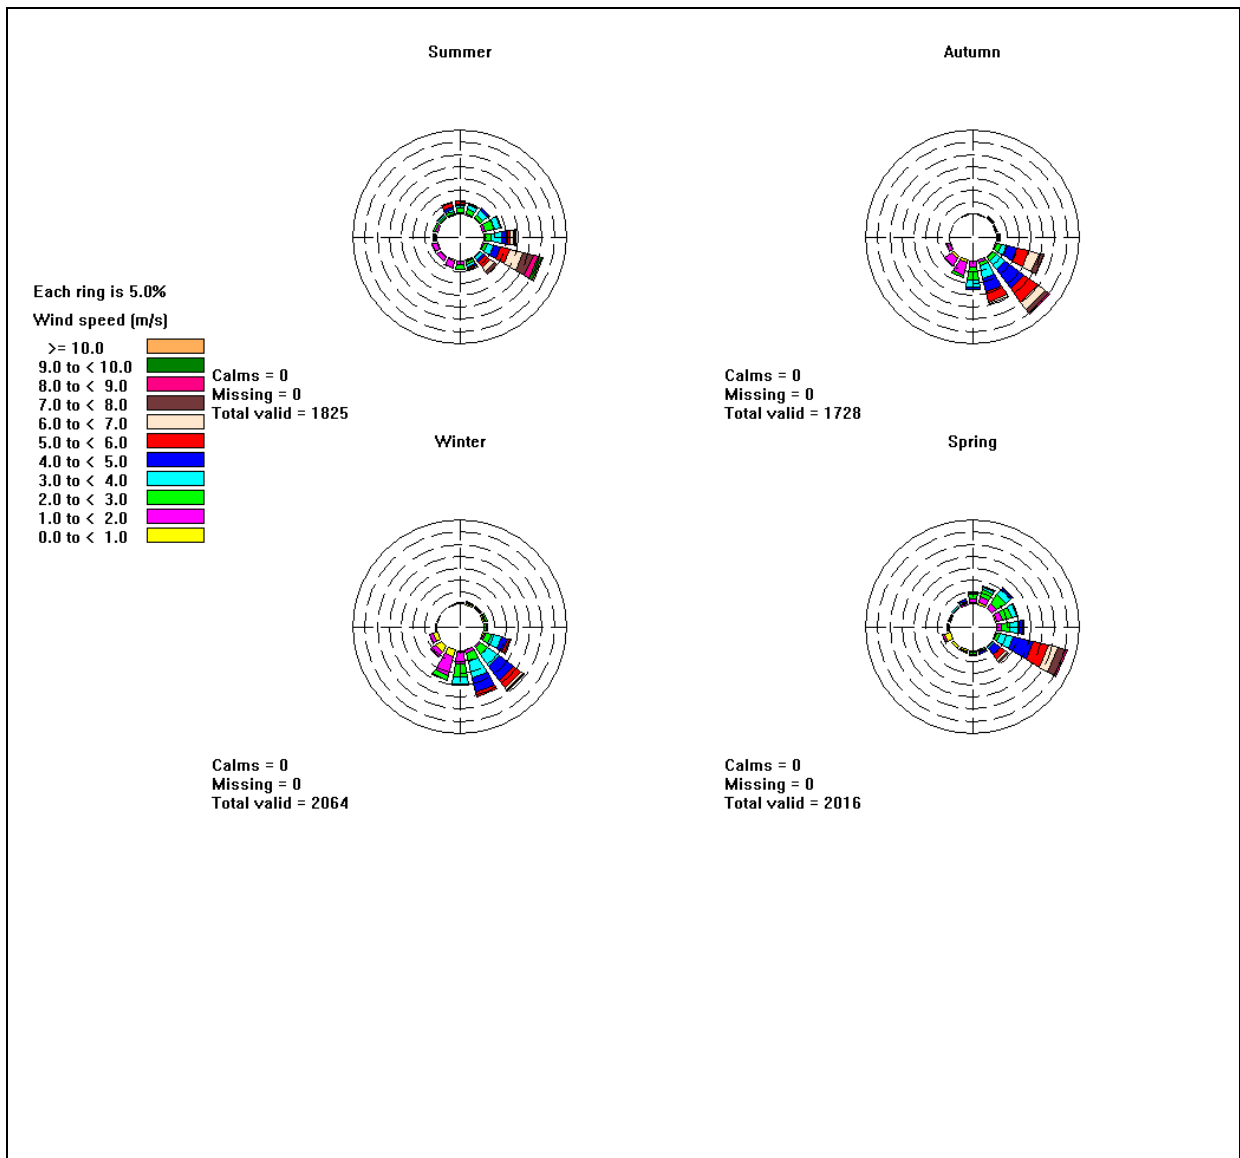 Summer
Autumn
Each ring is 5.0%
Wind speed (m/s)
>= 10.0
9.0 to < 10.0
8.0 to < 9.0
7.0 to < 8.0
6.0 to < 7.0
5.0 to < 6.0
4.0 to < 5.0
3.0 to < 4.0
2.0 to < 3.0
1.0 to < 2.0
0.0 to < 1.0
Calms = 0
Missing = 0
Total valid = 1825
Calms = 0
Missing = 0
Total valid = 1728
Winter
Spring
Calms = 0
Missing = 0
Total valid = 2064
Calms = 0
Missing = 0
Total valid = 2016